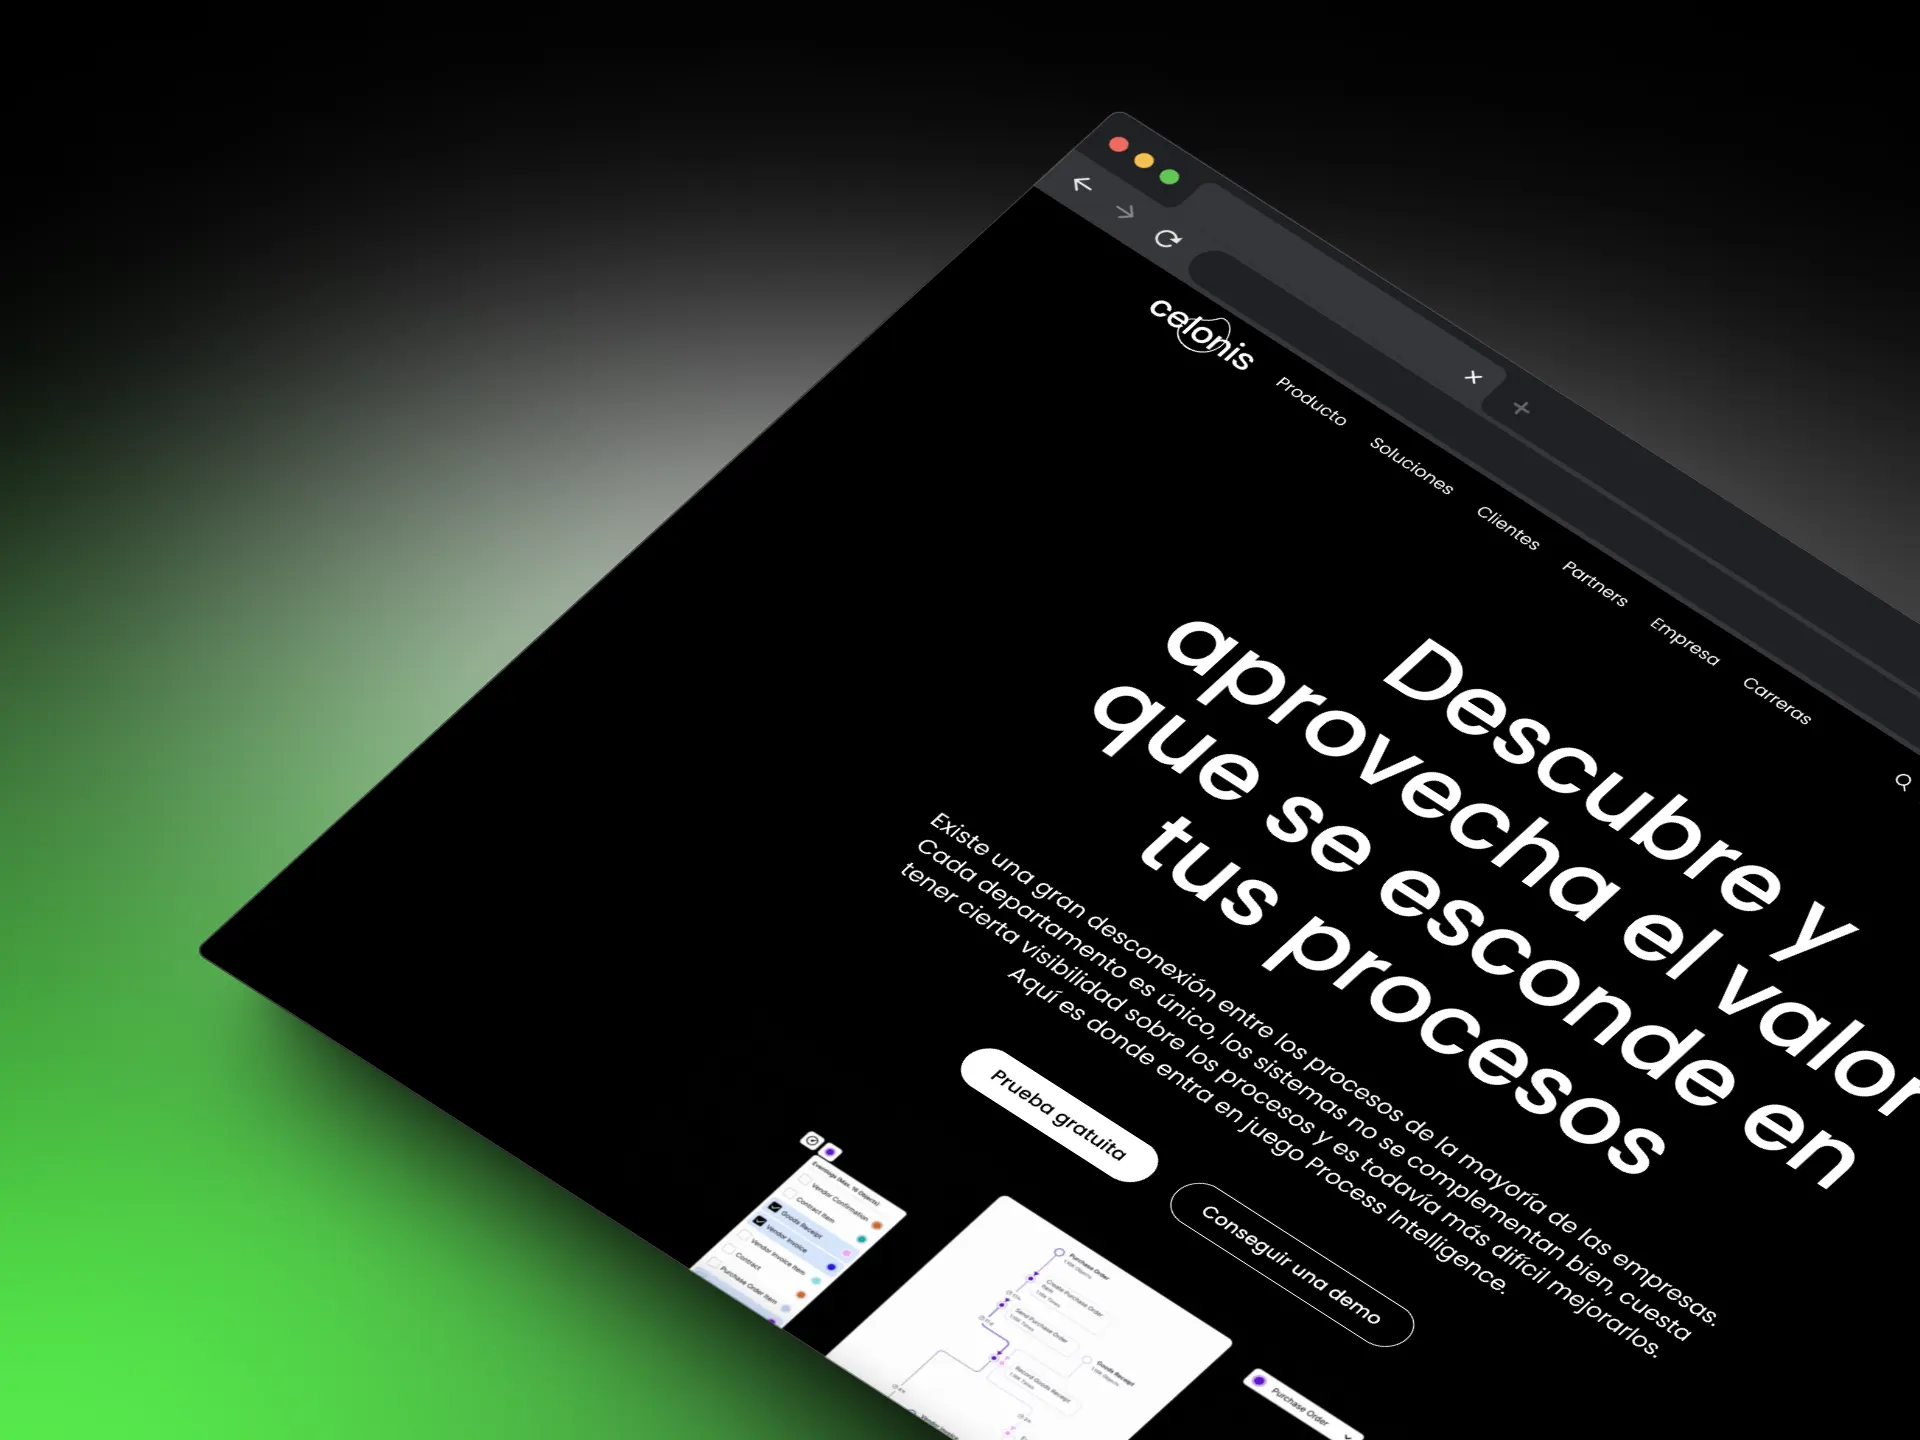 celonis
Producto
Soluciones
Clientes
Partners
Empresa
Carreras
Descubre y
aprovecha el valor
que se esconde en
tus procesos
Existe una gran desconexión entre los procesos de la mayoría de las empresas.
Cada departamento es único, los sistemas no se complementan bien, cuesta
tener cierta visibilidad sobre los procesos y es todavía más difícil mejorarlos.
Aquí es donde entra en juego Process Intelligence.
Prueba gratuita
Conseguir una demo
Vendor Confirmation
Contract Item
Goods Receipt
Vendor Invoice
Vendor Invoice Item
Contract
Purchase Order Item
Purchase Order
Create Purchase Order
Send Purchase Order
Record Goods Receipt
Goods Receipt
Purchase Order